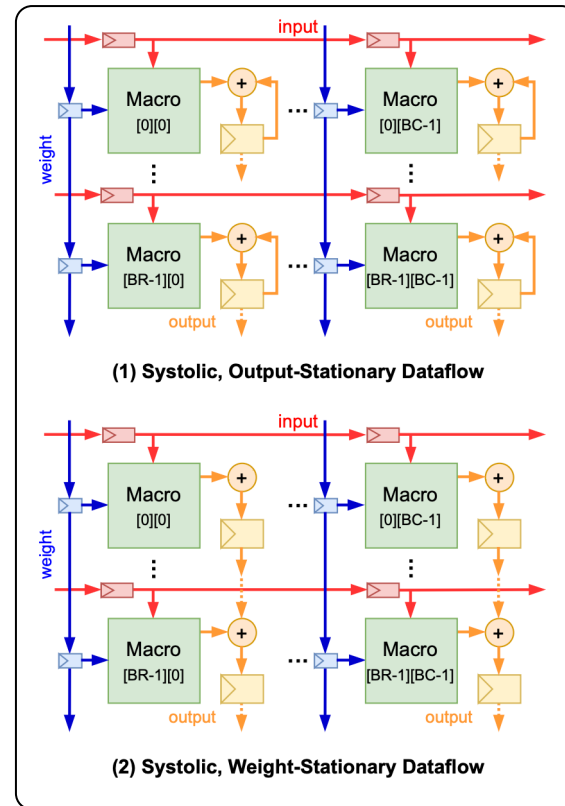 input
Macro
[0][0]
+
...
Macro
[0][BC-1]
+
weight
...
...
Macro
[BR-1][0]
+
...
Macro
[BR-1][BC-1]
+
output
output
(1) Systolic, Output-Stationary Dataflow
input
Macro
[0][0]
+
...
Macro
[0][BC-1]
+
weight
...
...
Macro
[BR-1][0]
+
...
Macro
[BR-1][BC-1]
+
output
output
(2) Systolic, Weight-Stationary Dataflow